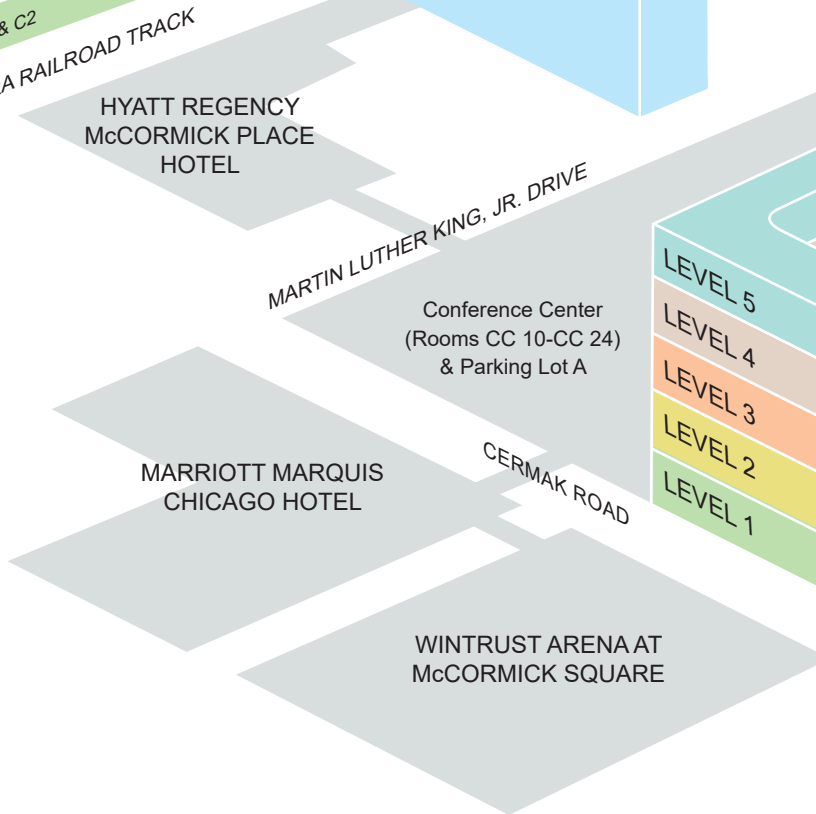 & C2
RAILROAD TRACK
HYATT REGENCY
McCORMICK PLACE
HOTEL
MARTIN LUTHER KING, JR. DRIVE
Conference Center
(Rooms CC 10-CC 24)
& Parking Lot A
LEVEL 5
LEVEL 4
LEVEL 3
LEVEL 2
LEVEL 1
CERMAK ROAD
MARRIOTT MARQUIS
CHICAGO HOTEL
WINTRUST ARENA AT
McCORMICK SQUARE